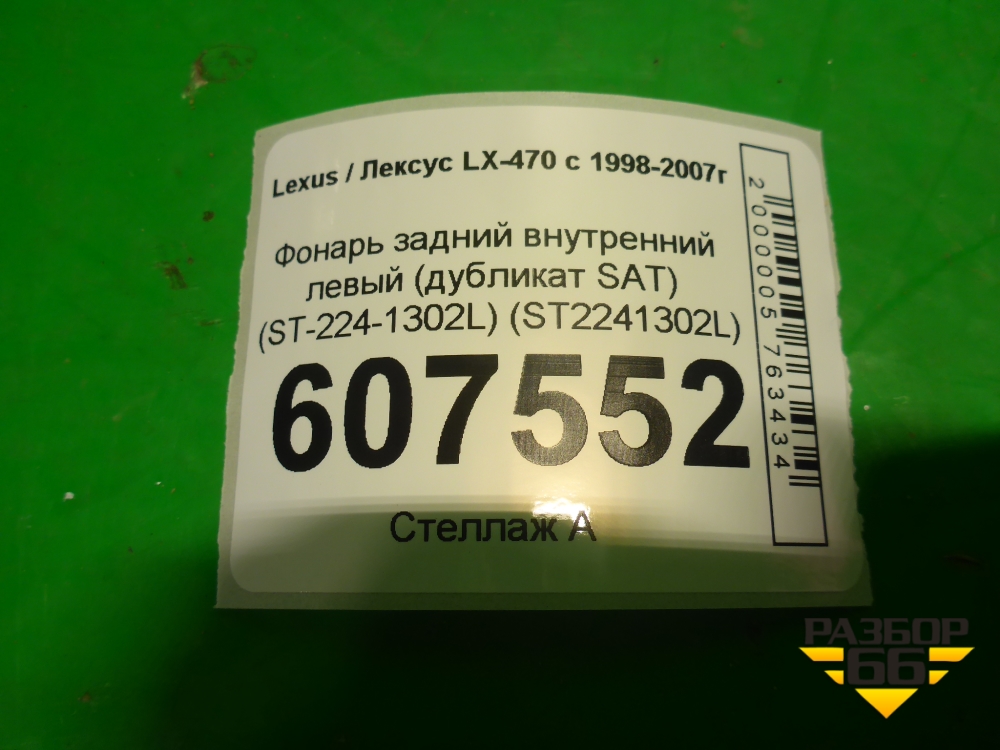 Lexus / Лексус LX-470 с 1998-2007г
Фонарь задний внутренний
левый (дубликат SAT)
(ST-224-1302L) (ST2241302L)
607552
Стеллаж А
2000005763434
РАЗБОР
66